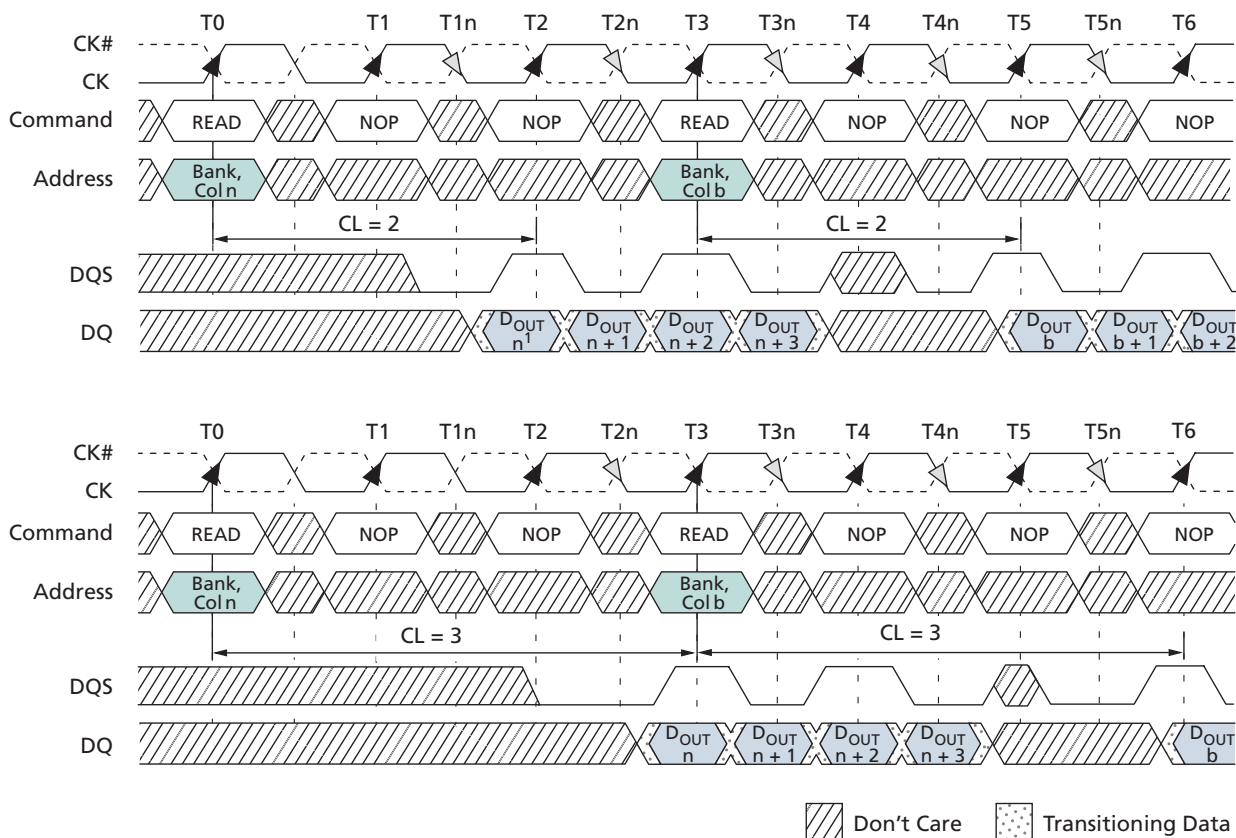 T0 T1 T1n T2 T2n T3 T3n T4 T4n T5 T5n T6
CK#
CK
Command READ NOP NOP READ NOP NOP NOP
Address Bank, Col n Bank, Col b
CL = 2 CL = 2
DQS
DQ DOUT n¹ DOUT n + 1 DOUT n + 2 DOUT n + 3 DOUT b DOUT b + 1 DOUT b + 2
T0 T1 T1n T2 T2n T3 T3n T4 T4n T5 T5n T6
CK#
CK
Command READ NOP NOP READ NOP NOP NOP
Address Bank, Col n Bank, Col b
CL = 3 CL = 3
DQS
DQ DOUT n DOUT n + 1 DOUT n + 2 DOUT n + 3 DOUT b
Don't Care Transitioning Data